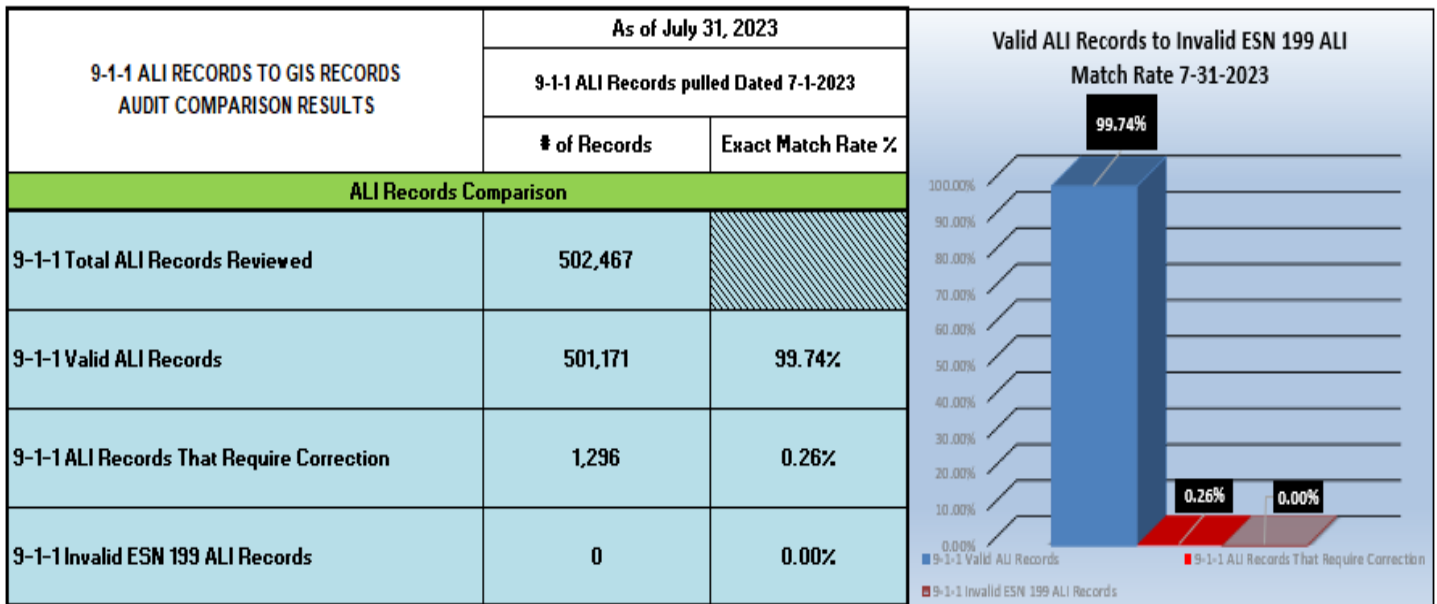 9-1-1 ALI RECORDS TO GIS RECORDS
AUDIT COMPARISON RESULTS
As of July 31, 2023
9-1-1 ALI Records pulled Dated 7-1-2023
# of Records
Exact Match Rate %
ALI Records Comparison
9-1-1 Total ALI Records Reviewed
502,467
9-1-1 Valid ALI Records
501,171
99.74%
9-1-1 ALI Records That Require Correction
1,296
0.26%
9-1-1 Invalid ESN 199 ALI Records
0
0.00%
Valid ALI Records to Invalid ESN 199 ALI
Match Rate 7-31-2023
99.74%
100.00%
90.00%
80.00%
70.00%
60.00%
50.00%
40.00%
30.00%
20.00%
10.00%
0.00%
0.26%
0.00%
9-1-1 Valid ALI Records
9-1-1 ALI Records That Require Correction
9-1-1 Invalid ESN 199 ALI Records